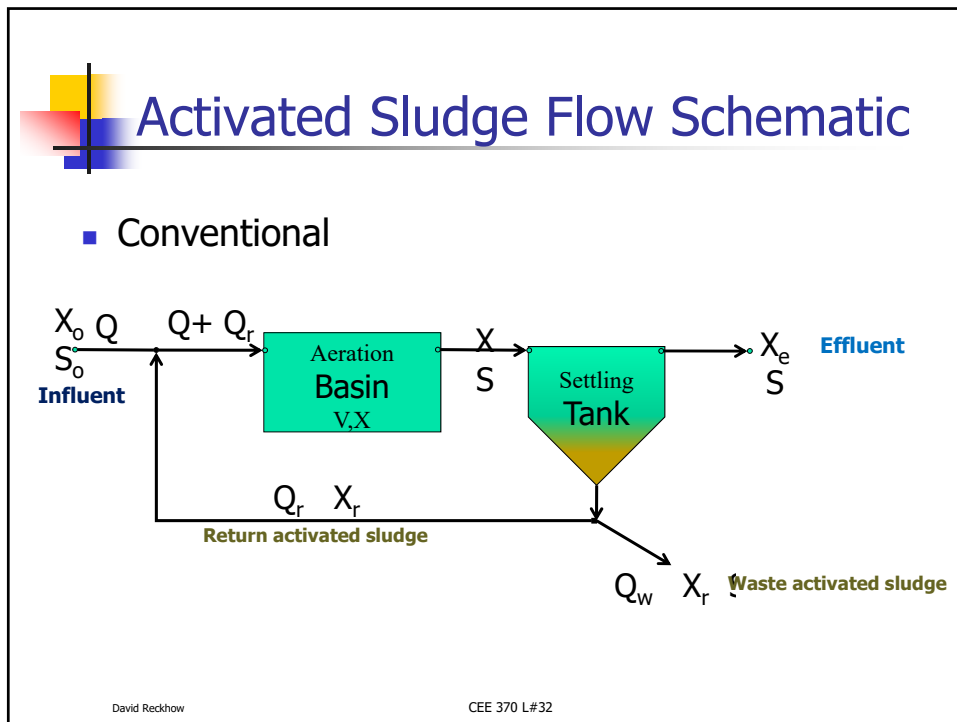 Activated Sludge Flow Schematic
Conventional
Xo Q
Q+ Qr
So
Influent
Aeration
Basin
V,X
X
S
Settling
Tank
Xe
S
Effluent
Qr Xr
Return activated sludge
Qw Xr
Waste activated sludge
David Reckhow
CEE 370 L#32